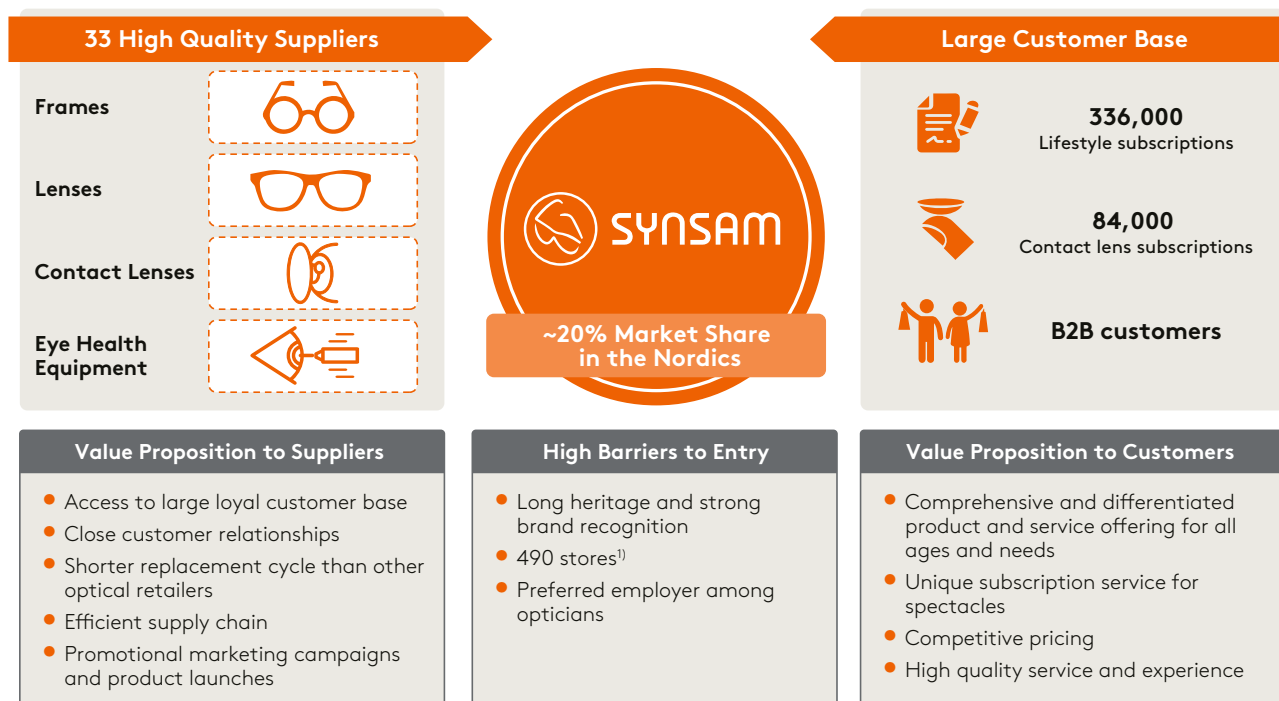 33 High Quality Suppliers
Frames
Lenses
Contact Lenses
Eye Health
Equipment
SYNSAM
~20% Market Share
in the Nordics
Large Customer Base
336,000
Lifestyle subscriptions
84,000
Contact lens subscriptions
B2B customers
Value Proposition to Suppliers
• Access to large loyal customer base
• Close customer relationships
• Shorter replacement cycle than other
optical retailers
• Efficient supply chain
• Promotional marketing campaigns
and product launches
High Barriers to Entry
• Long heritage and strong
brand recognition
• 490 stores1)
• Preferred employer among
opticians
Value Proposition to Customers
• Comprehensive and differentiated
product and service offering for all
ages and needs
• Unique subscription service for
spectacles
• Competitive pricing
• High quality service and experience